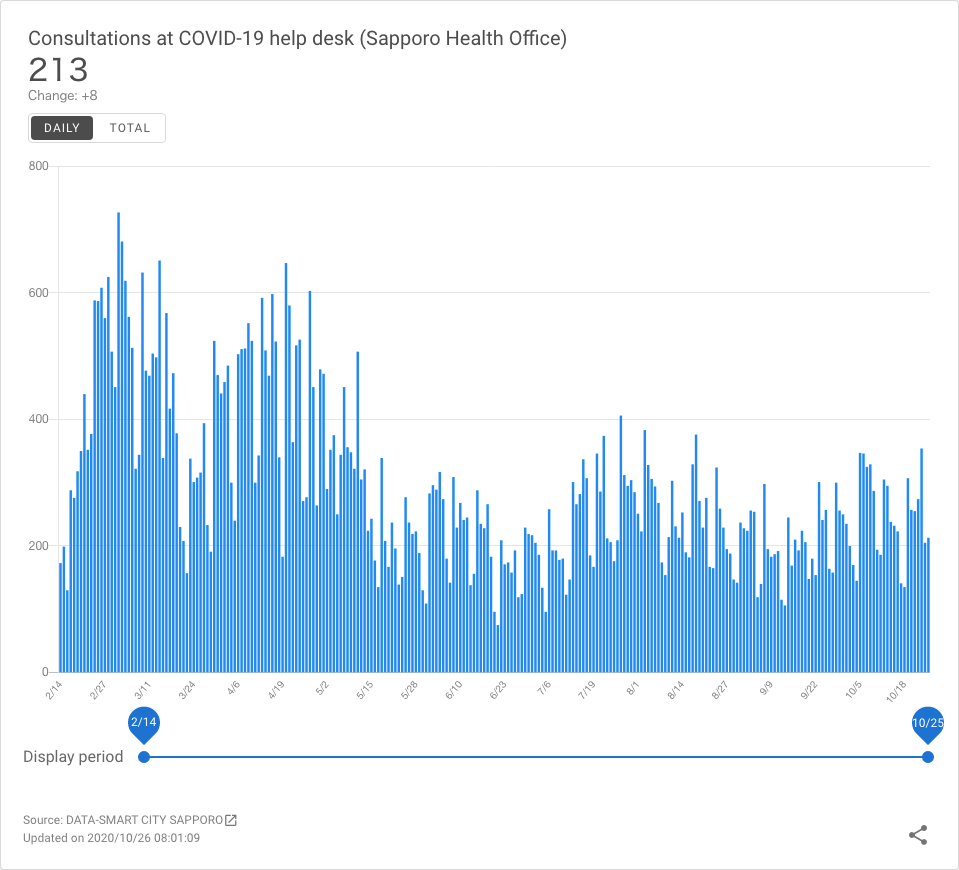 Consultations at COVID-19 help desk (Sapporo Health Office)
213
Change: +8
DAILY TOTAL
800
600
400
200
0
2/14 2/27 3/11 3/24 4/6 4/19 5/2 5/15 5/28 6/10 6/23 7/6 7/19 8/1 8/14 8/27 9/9 9/22 10/5 10/18
2/14 10/25
Display period
Source: DATA-SMART CITY SAPPORO
Updated on 2020/10/26 08:01:09